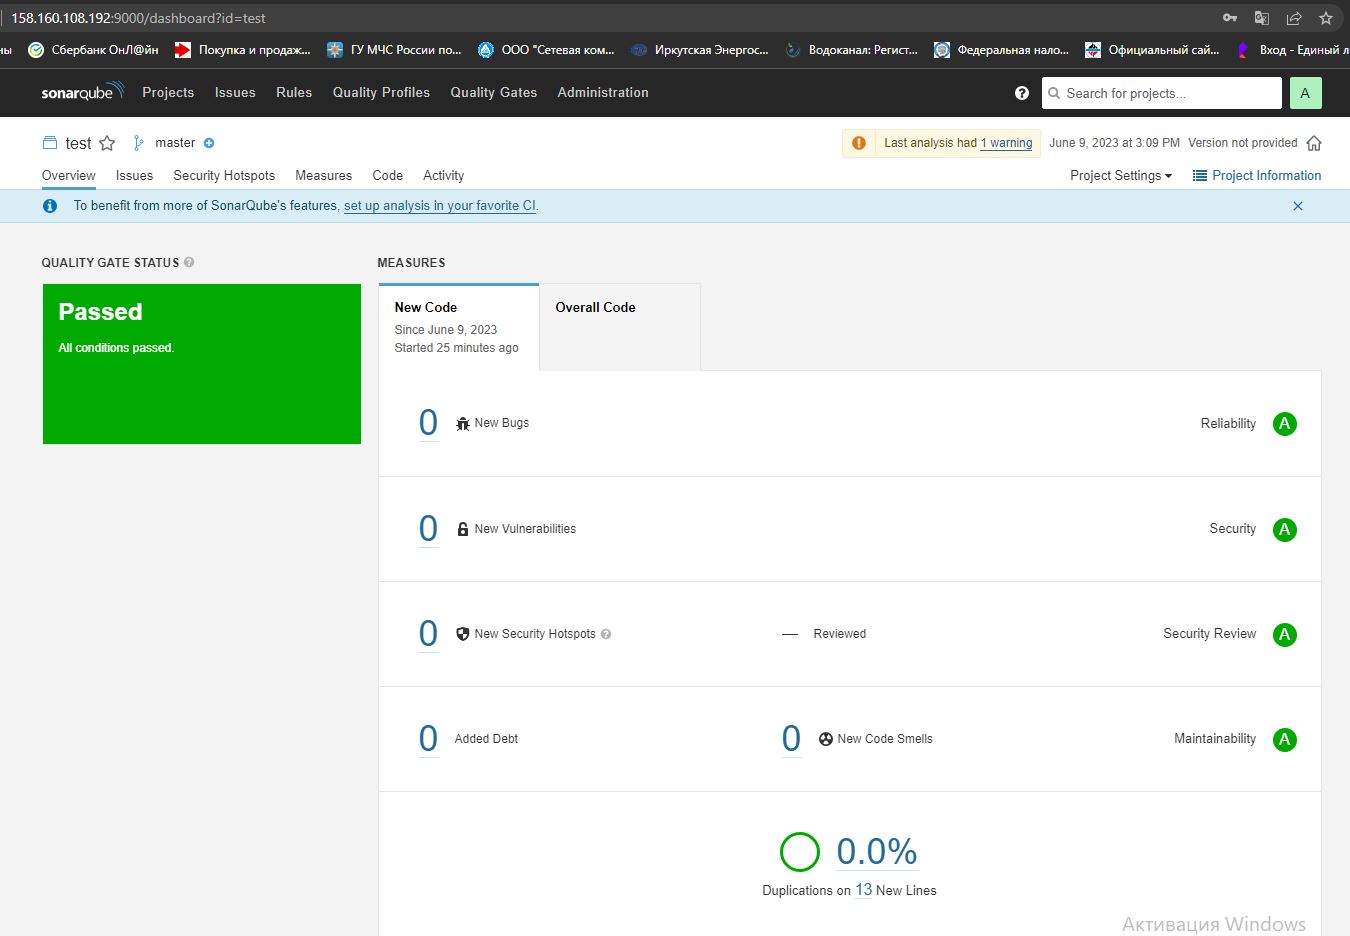 158.160.108.192:9000/dashboard?id=test
ны Сбербанк ОнЛ@йн Покупка и продаж... ГУ МЧС России по... ООО "Сетевая ком... Иркутская Энергос... Водоканал: Регист... Федеральная нало... Официальный сай... Вход - Единый л
sonarqube Projects Issues Rules Quality Profiles Quality Gates Administration ? Search for projects... A
test master Last analysis had 1 warning June 9, 2023 at 3:09 PM Version not provided
Overview Issues Security Hotspots Measures Code Activity Project Settings Project Information
To benefit from more of SonarQube's features, set up analysis in your favorite CI.
QUALITY GATE STATUS ? MEASURES
Passed
All conditions passed.
New Code
Since June 9, 2023
Started 25 minutes ago
Overall Code
0 New Bugs Reliability A
0 New Vulnerabilities Security A
0 New Security Hotspots ? — Reviewed Security Review A
0 Added Debt 0 New Code Smells Maintainability A
0.0%
Duplications on 13 New Lines
Активация Windows